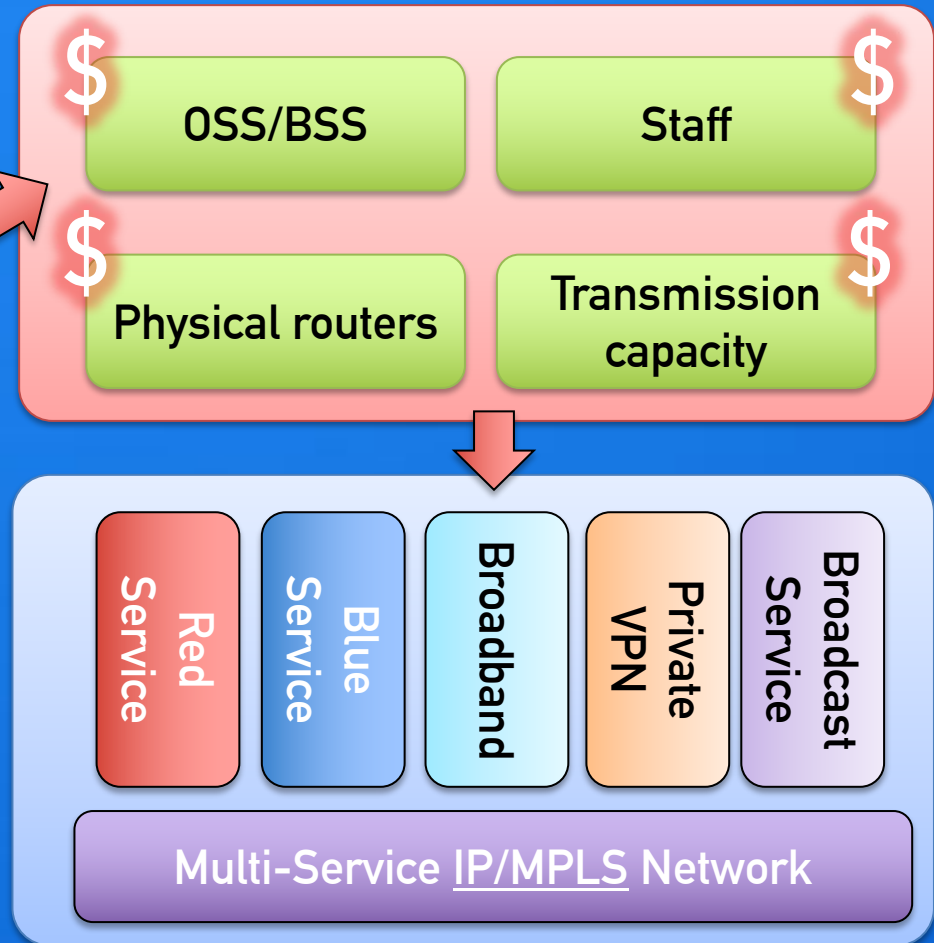 $
$
OSS/BSS
Staff
$
$
Physical routers
Transmission
capacity
Red
Service
Blue
Service
Broadband
Private
VPN
Broadcast
Service
Multi-Service IP/MPLS Network